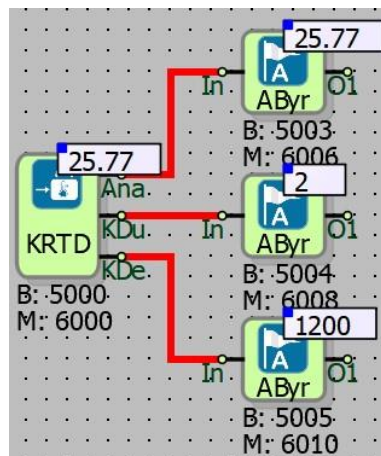 25.77
A
In
AByr
O1
B: 5003
M: 6006
25.77
Ana
KDu
KDe
KRTD
B: 5000
M: 6000
2
A
In
AByr
O1
B: 5004
M: 6008
1200
A
In
AByr
O1
B: 5005
M: 6010